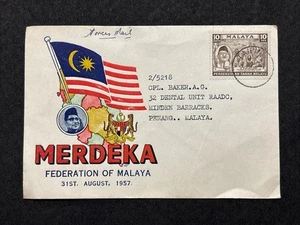 Forces Mail
10 MALAYA 10
PERSEKUTUAN TANAH MELAYU
2/5218
CPL. BAKER.A.G.
32 DENTAL UNIT RAADC,
MINDEN BARRACKS.
PENANG., MALAYA.
MERDEKA
FEDERATION OF MALAYA
31ST. AUGUST, 1957.